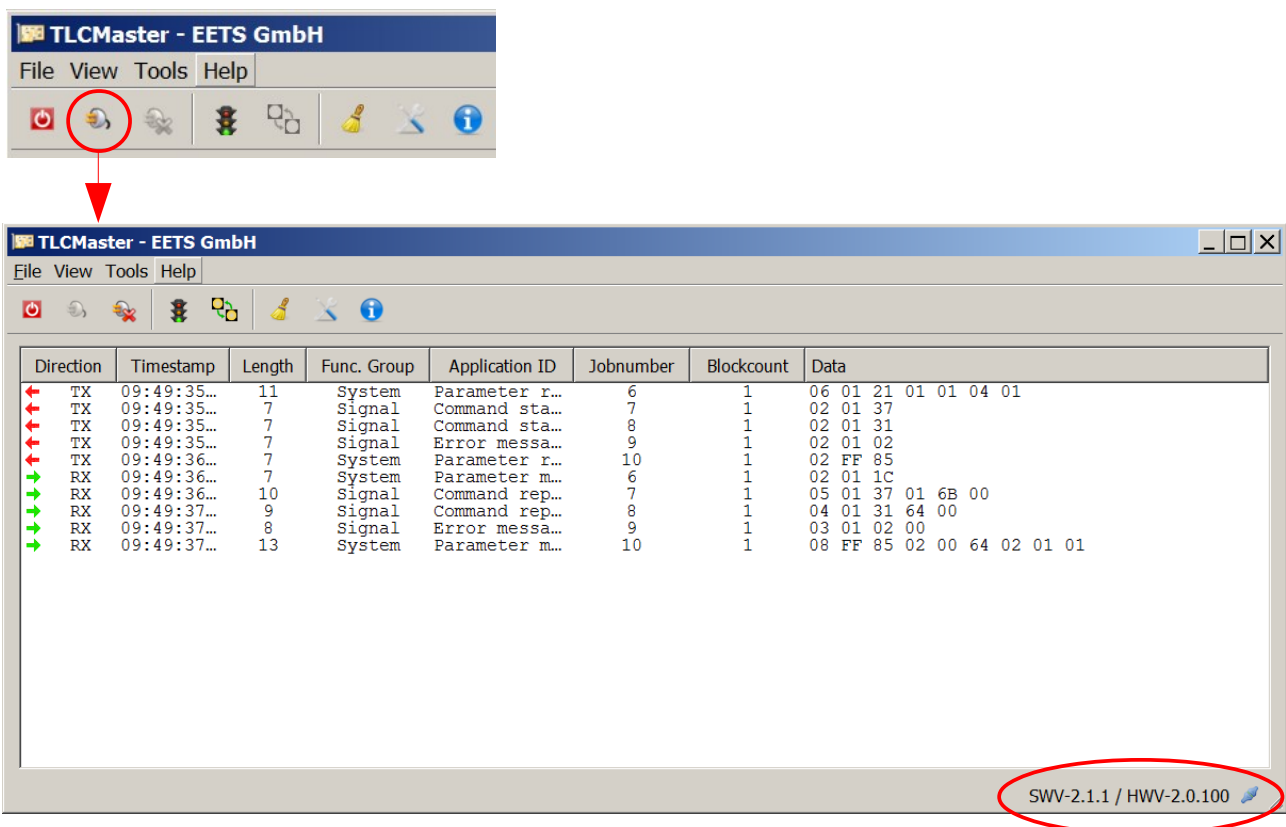 TLCMaster - EETS GmbH
File View Tools Help
TLCMaster - EETS GmbH
File View Tools Help
Direction Timestamp Length Func. Group Application ID Jobnumber Blockcount Data
TX 09:49:35… 11 System Parameter r… 6 1 06 01 21 01 01 04 01
TX 09:49:35… 7 Signal Command sta… 7 1 02 01 37
TX 09:49:35… 7 Signal Command sta… 8 1 02 01 31
TX 09:49:35… 7 Signal Error messa… 9 1 02 01 02
TX 09:49:36… 7 System Parameter r… 10 1 02 FF 85
RX 09:49:36… 7 System Parameter m… 6 1 02 01 1C
RX 09:49:36… 10 Signal Command rep… 7 1 05 01 37 01 6B 00
RX 09:49:37… 9 Signal Command rep… 8 1 04 01 31 64 00
RX 09:49:37… 8 Signal Error messa… 9 1 03 01 02 00
RX 09:49:37… 13 System Parameter m… 10 1 08 FF 85 02 00 64 02 01 01
SWV-2.1.1 / HWV-2.0.100